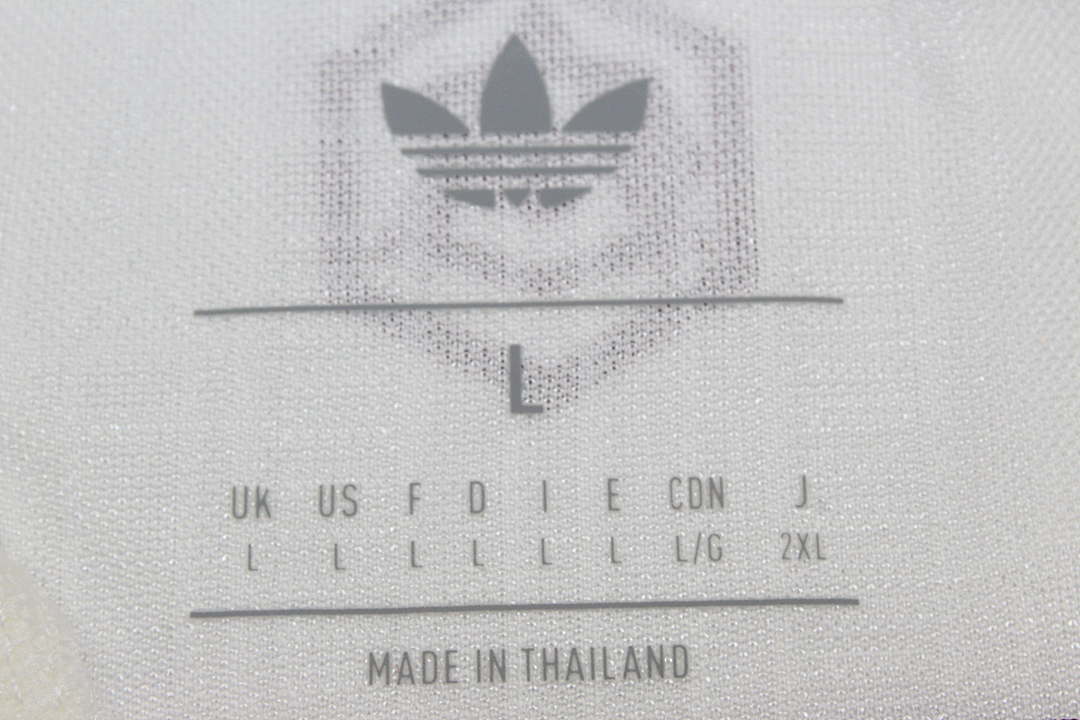 L
UK US F D I E CDN J
L L L L L L L/G 2XL
MADE IN THAILAND